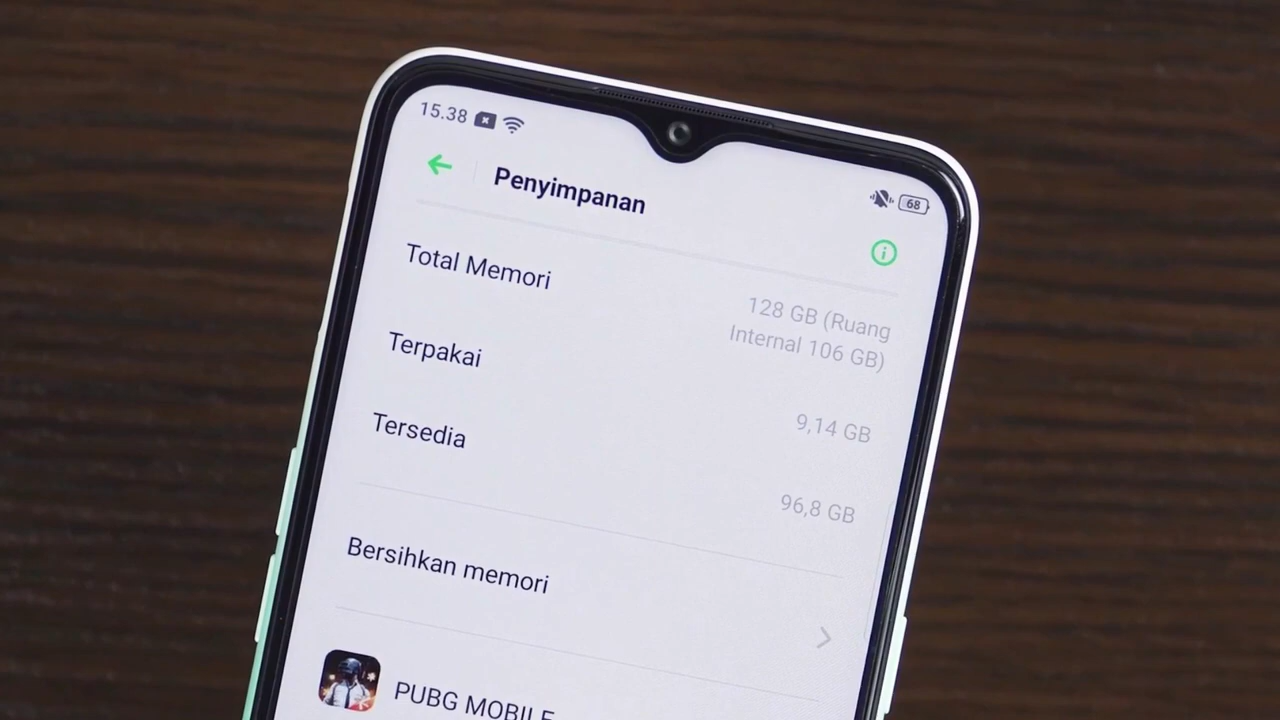 15.38
68
Penyimpanan
Total Memori
128 GB (Ruang
Internal 106 GB)
Terpakai
9,14 GB
Tersedia
96,8 GB
Bersihkan memori
PUBG MOBILE